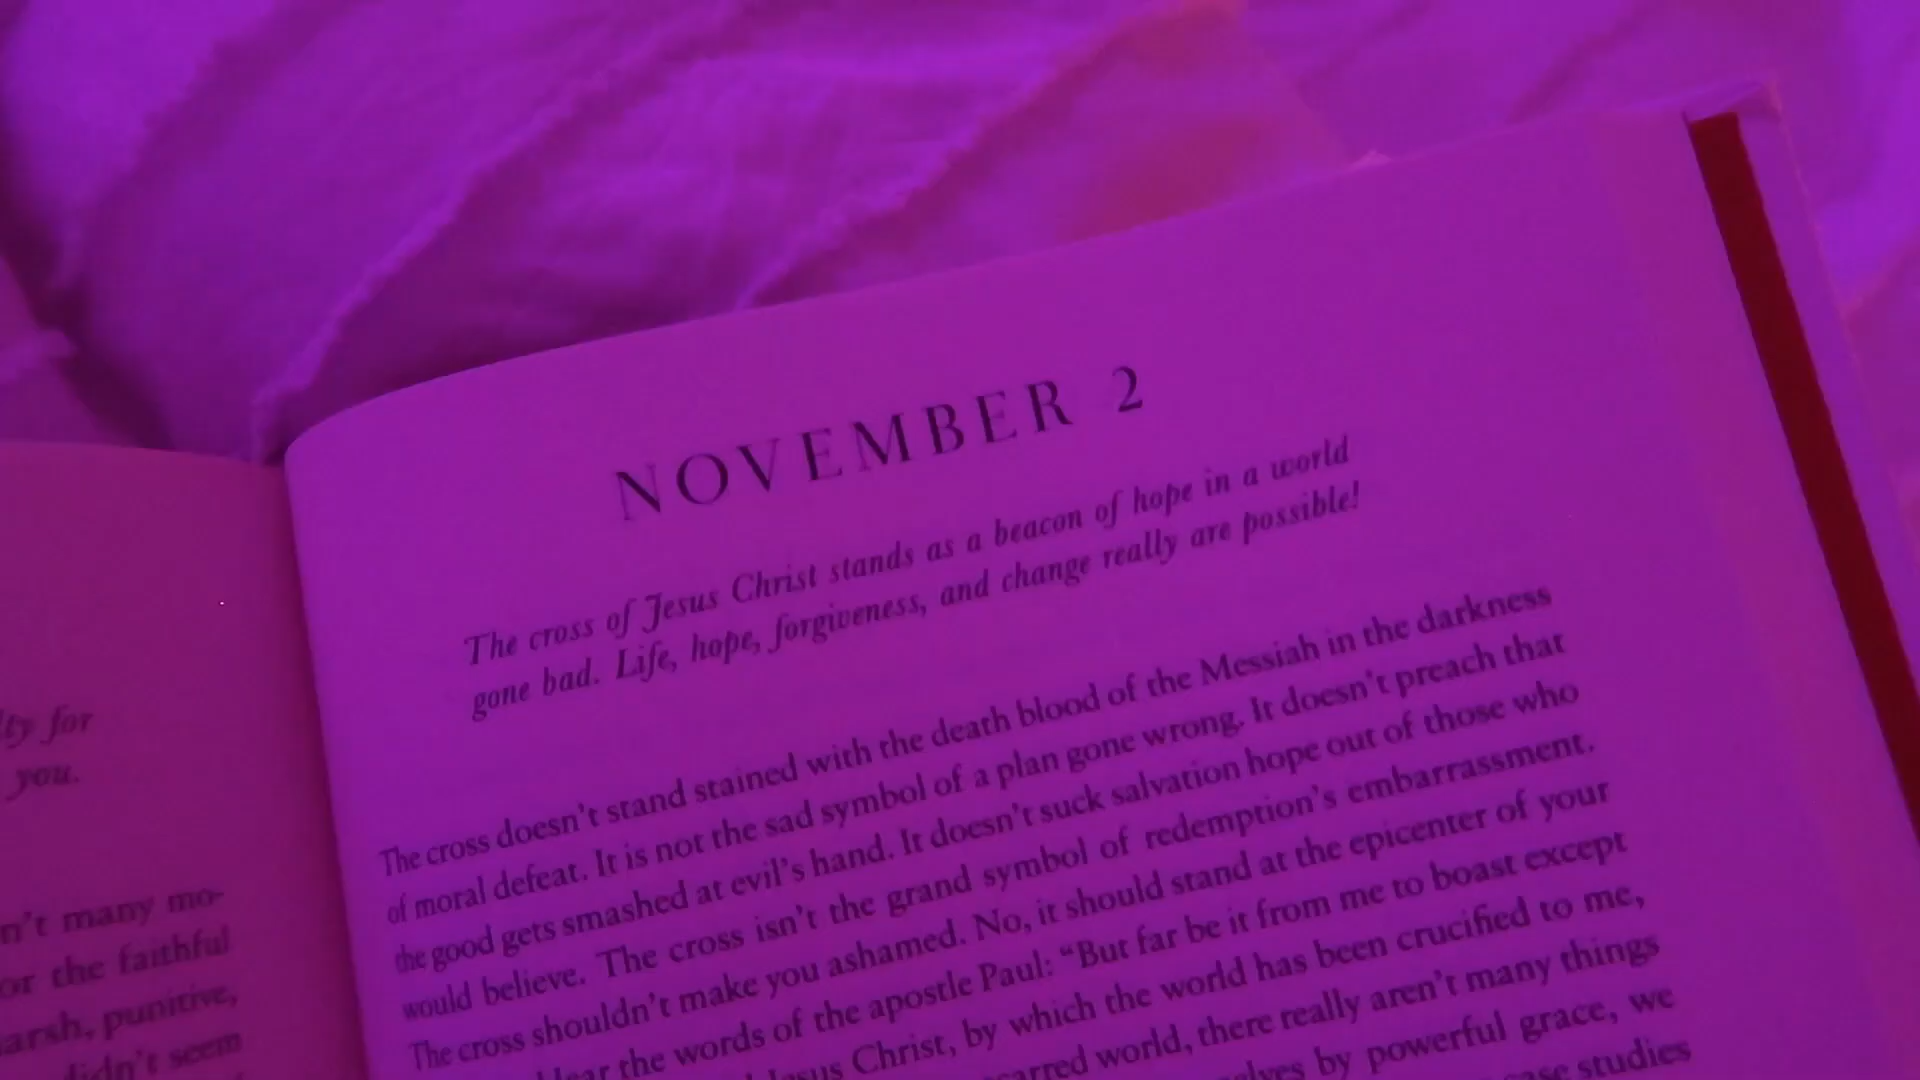 lty for
you.
n't many mo-
or the faithful
arsh, punitive,
didn't seem
NOVEMBER 2
The cross of Jesus Christ stands as a beacon of hope in a world
gone bad. Life, hope, forgiveness, and change really are possible!
The cross doesn't stand stained with the death blood of the Messiah in the darkness
of moral defeat. It is not the sad symbol of a plan gone wrong. It doesn't preach that
the good gets smashed at evil's hand. It doesn't suck salvation hope out of those who
would believe. The cross isn't the grand symbol of redemption's embarrassment.
The cross shouldn't make you ashamed. No, it should stand at the epicenter of your
the words of the apostle Paul: “But far be it from me to boast except
Jesus Christ, by which the world has been crucified to me,
world, there really aren't many things
by powerful grace, we
case studies